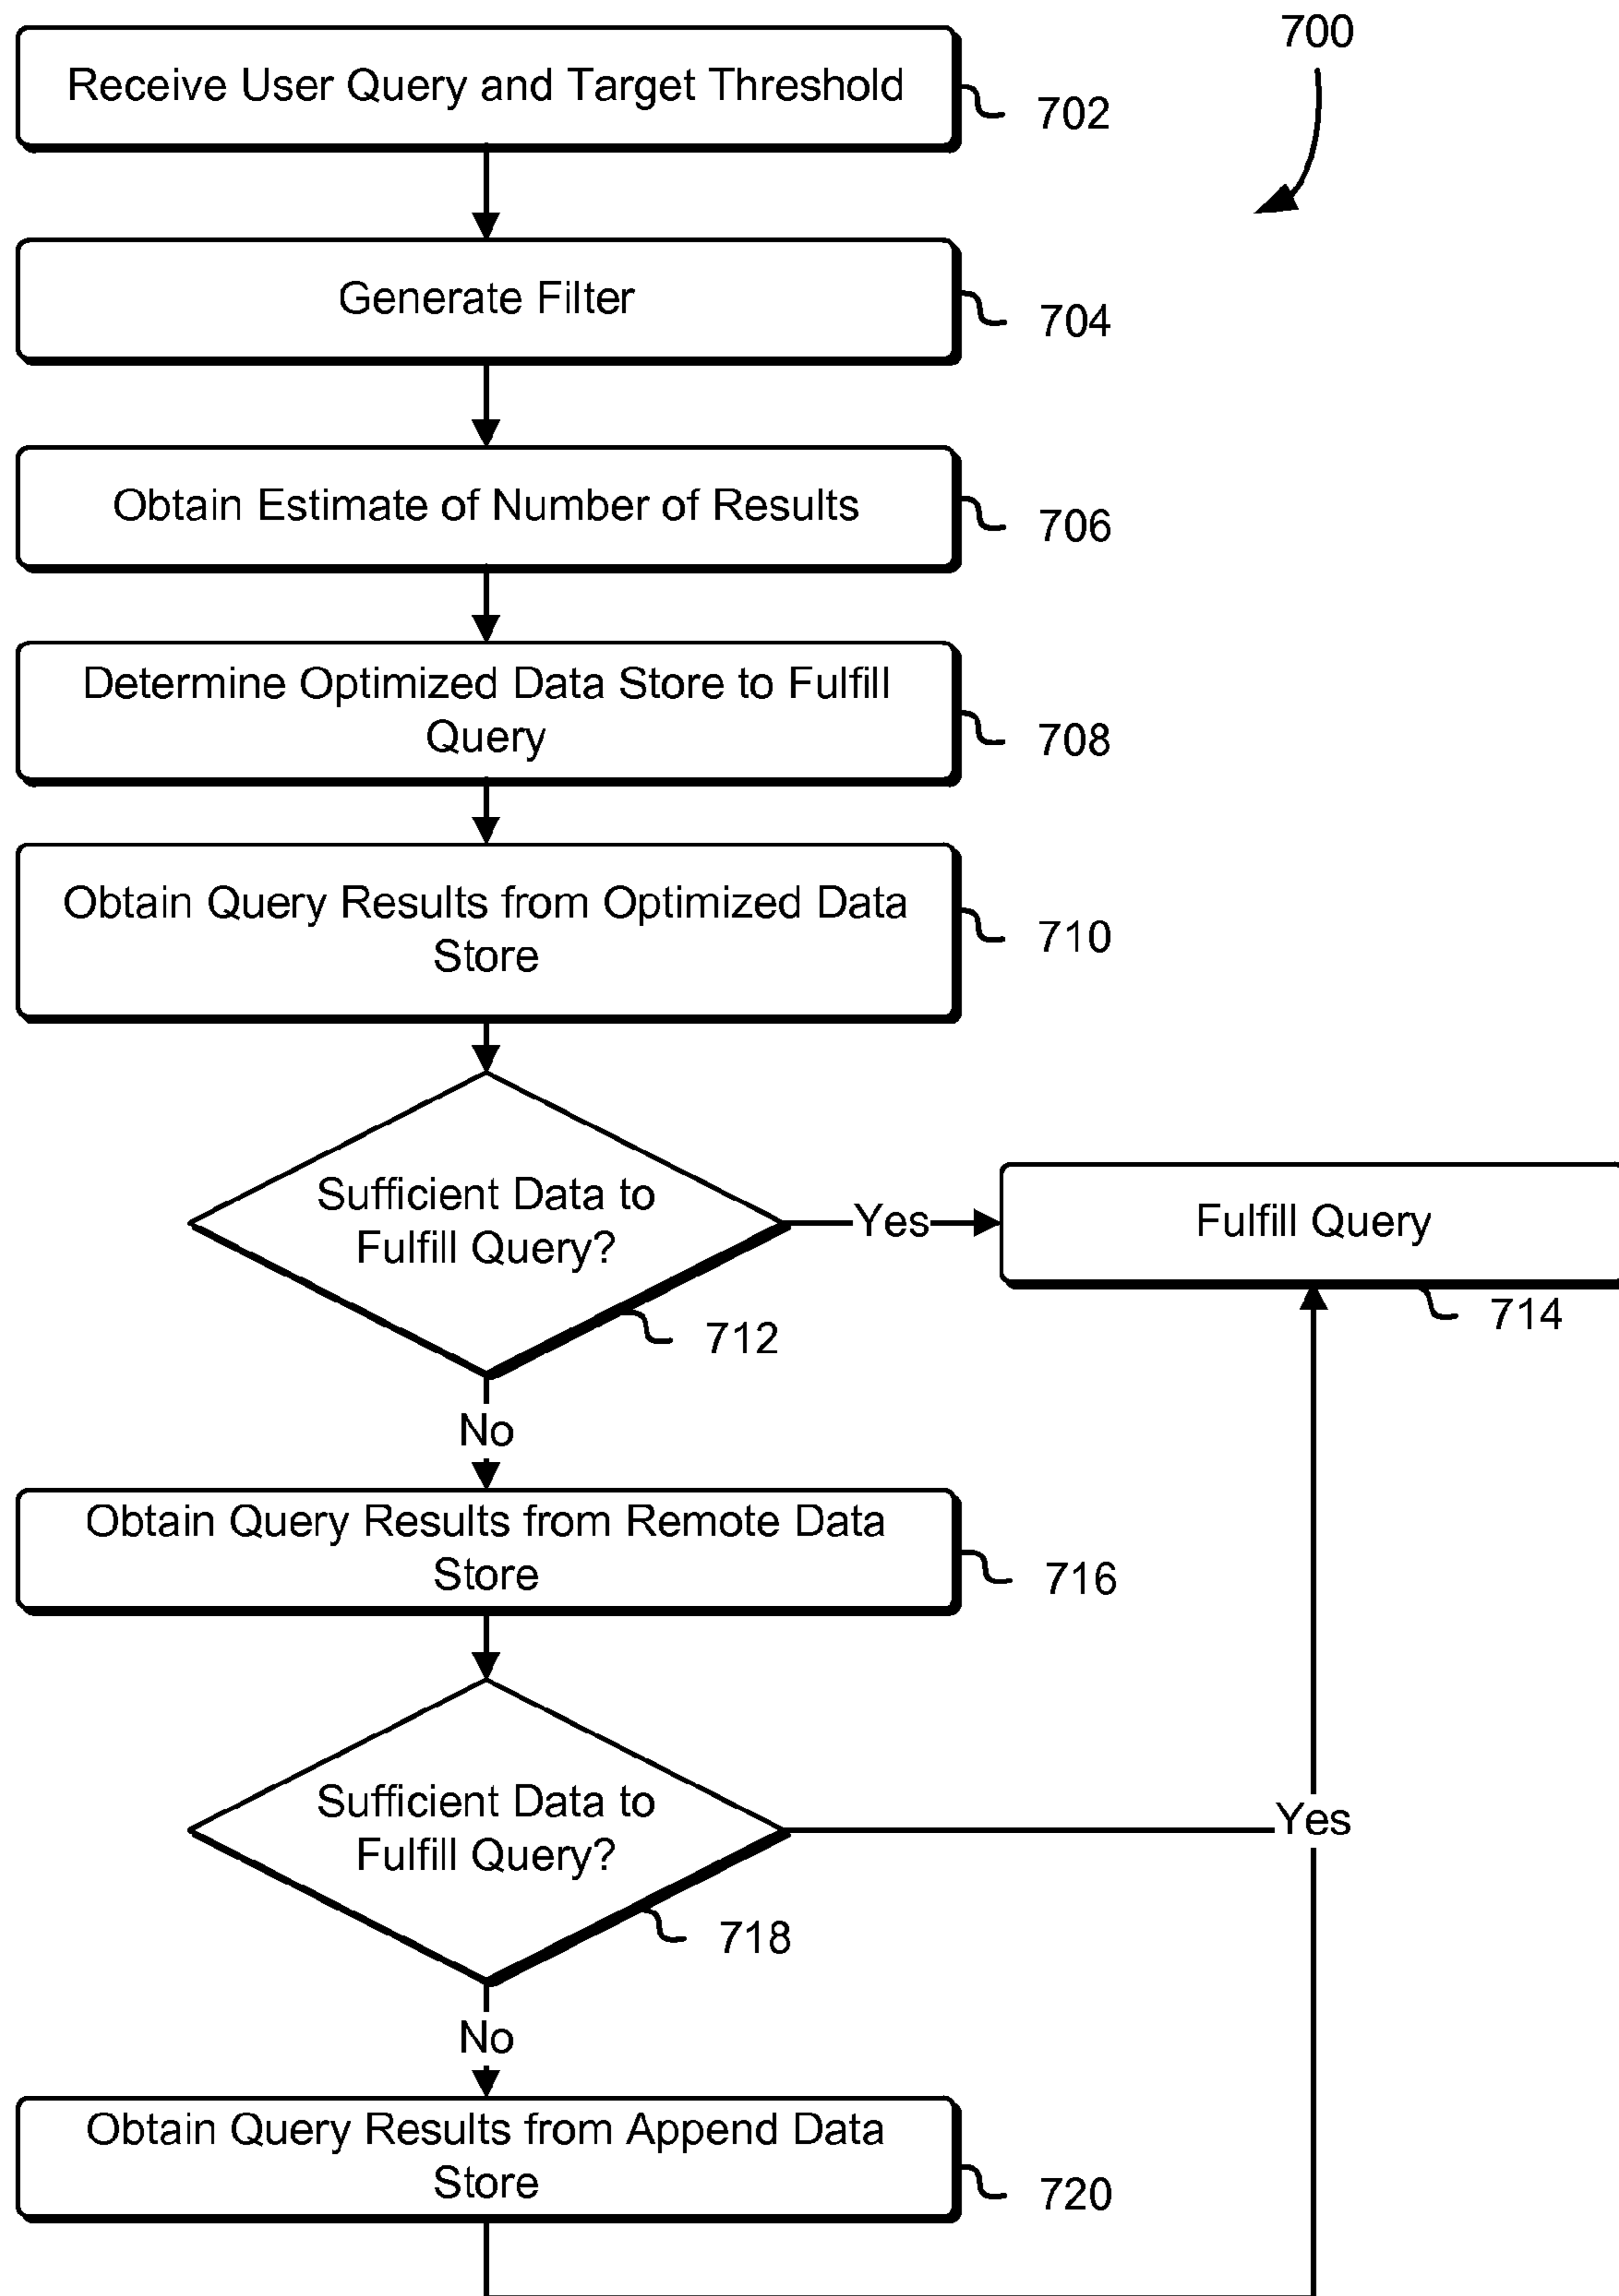 700
Receive User Query and Target Threshold
702
Generate Filter
704
Obtain Estimate of Number of Results
706
Determine Optimized Data Store to Fulfill
Query
708
Obtain Query Results from Optimized Data
Store
710
Sufficient Data to
Fulfill Query?
712
Yes
Fulfill Query
714
No
Obtain Query Results from Remote Data
Store
716
Sufficient Data to
Fulfill Query?
718
Yes
No
Obtain Query Results from Append Data
Store
720